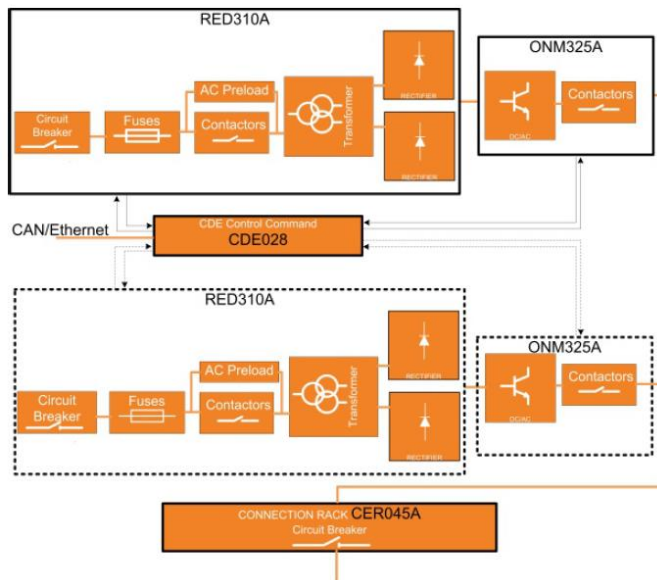 RED310A
ONM325A
AC Preload
RECTIFIER
Circuit
Breaker
Fuses
Contactors
Transformer
Contactors
DC/AC
RECTIFIER
CAN/Ethernet
CDE Control Command
CDE028
RED310A
ONM325A
AC Preload
RECTIFIER
Circuit
Breaker
Fuses
Contactors
Transformer
Contactors
DC/AC
RECTIFIER
CONNECTION RACK CER045A
Circuit Breaker